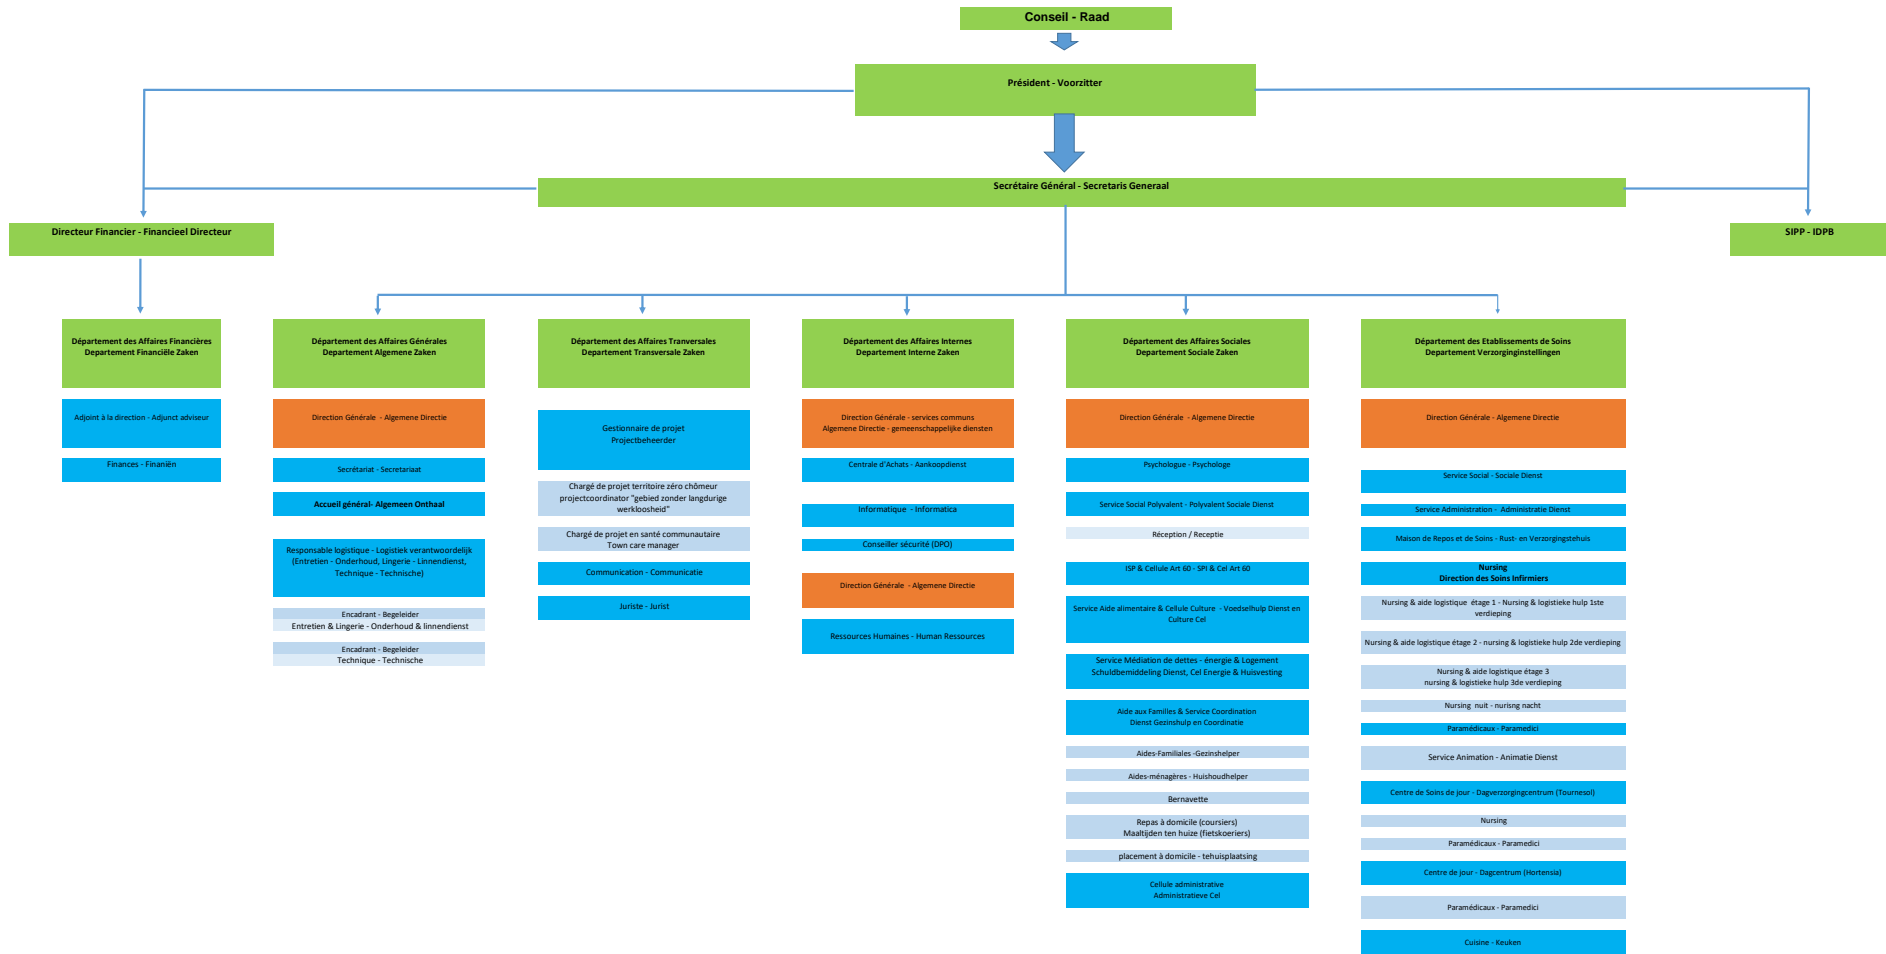 Conseil - Raad
Président - Voorzitter
Secrétaire Général - Secretaris Generaal
Directeur Financier - Financieel Directeur
SIPP - IDPB
Département des Affaires Financières
Departement Financiële Zaken
Adjoint à la direction - Adjunct adviseur
Finances - Finaniën
Département des Affaires Générales
Departement Algemene Zaken
Direction Générale - Algemene Directie
Secrétariat - Secretariaat
Accueil général- Algemeen Onthaal
Responsable logistique - Logistiek verantwoordelijk
(Entretien - Onderhoud, Lingerie - Linnendienst,
Technique - Technische)
Encadrant - Begeleider
Entretien & Lingerie - Onderhoud & linnendienst
Encadrant - Begeleider
Technique - Technische
Département des Affaires Tranversales
Departement Transversale Zaken
Gestionnaire de projet
Projectbeheerder
Chargé de projet territoire zéro chômeur
projectcoordinator "gebied zonder langdurige
werkloosheid"
Chargé de projet en santé communautaire
Town care manager
Communication - Communicatie
Juriste - Jurist
Département des Affaires Internes
Departement Interne Zaken
Direction Générale - services communs
Algemene Directie - gemeenschappelijke diensten
Centrale d'Achats - Aankoopdienst
Informatique - Informatica
Conseiller sécurité (DPO)
Direction Générale - Algemene Directie
Ressources Humaines - Human Ressources
Département des Affaires Sociales
Departement Sociale Zaken
Direction Générale - Algemene Directie
Psychologue - Psychologe
Service Social Polyvalent - Polyvalent Sociale Dienst
Réception / Receptie
ISP & Cellule Art 60 - SPI & Cel Art 60
Service Aide alimentaire & Cellule Culture - Voedselhulp Dienst en
Culture Cel
Service Médiation de dettes - énergie & Logement
Schuldbemiddeling Dienst, Cel Energie & Huisvesting
Aide aux Familles & Service Coordination
Dienst Gezinshulp en Coordinatie
Aides-Familiales -Gezinshelper
Aides-ménagères - Huishoudhelper
Bernavette
Repas à domicile (coursiers)
Maaltijden ten huize (fietskoeriers)
placement à domicile - tehuisplaatsing
Cellule administrative
Administratieve Cel
Département des Etablissements de Soins
Departement Verzorginginstellingen
Direction Générale - Algemene Directie
Service Social - Sociale Dienst
Service Administration - Administratie Dienst
Maison de Repos et de Soins - Rust- en Verzorgingstehuis
Nursing
Direction des Soins Infirmiers
Nursing & aide logistique étage 1 - Nursing & logistieke hulp 1ste
verdieping
Nursing & aide logistique étage 2 - nursing & logistieke hulp 2de verdieping
Nursing & aide logistique étage 3
nursing & logistieke hulp 3de verdieping
Nursing nuit - nurisng nacht
Paramédicaux - Paramedici
Service Animation - Animatie Dienst
Centre de Soins de jour - Dagverzorgingcentrum (Tournesol)
Nursing
Paramédicaux - Paramedici
Centre de jour - Dagcentrum (Hortensia)
Paramédicaux - Paramedici
Cuisine - Keuken